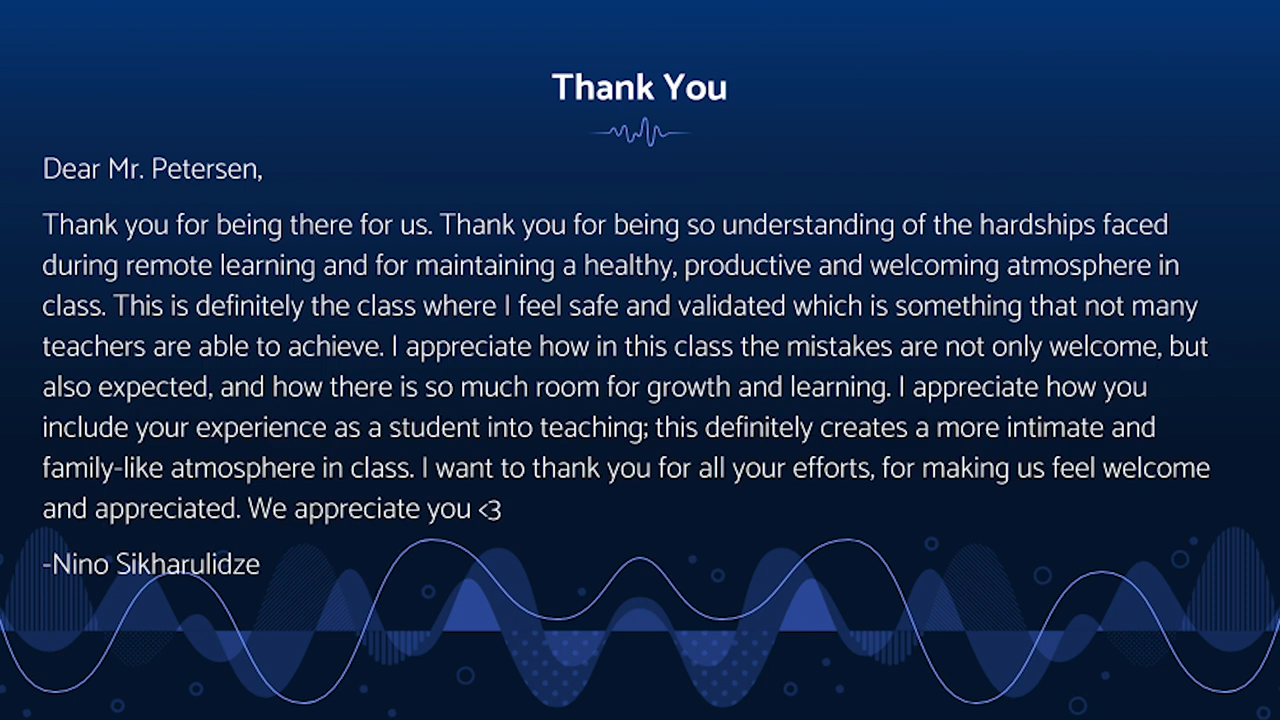 Thank You
Dear Mr. Petersen,
Thank you for being there for us. Thank you for being so understanding of the hardships faced
during remote learning and for maintaining a healthy, productive and welcoming atmosphere in
class. This is definitely the class where I feel safe and validated which is something that not many
teachers are able to achieve. I appreciate how in this class the mistakes are not only welcome, but
also expected, and how there is so much room for growth and learning. I appreciate how you
include your experience as a student into teaching; this definitely creates a more intimate and
family-like atmosphere in class. I want to thank you for all your efforts, for making us feel welcome
and appreciated. We appreciate you <3
-Nino Sikharulidze